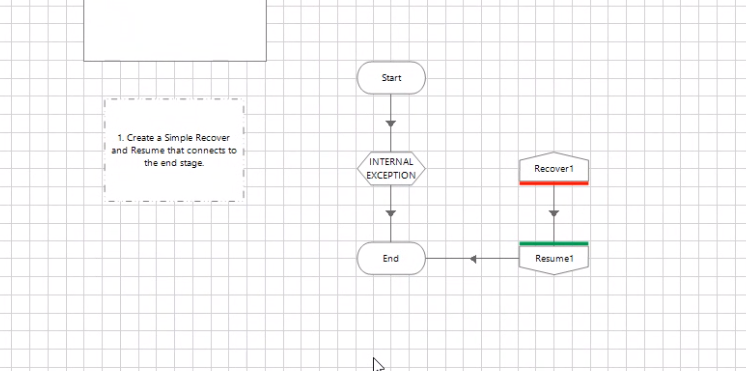 Start
1. Create a Simple Recover
and Resume that connects to
the end stage.
INTERNAL
EXCEPTION
Recover1
End
Resume1